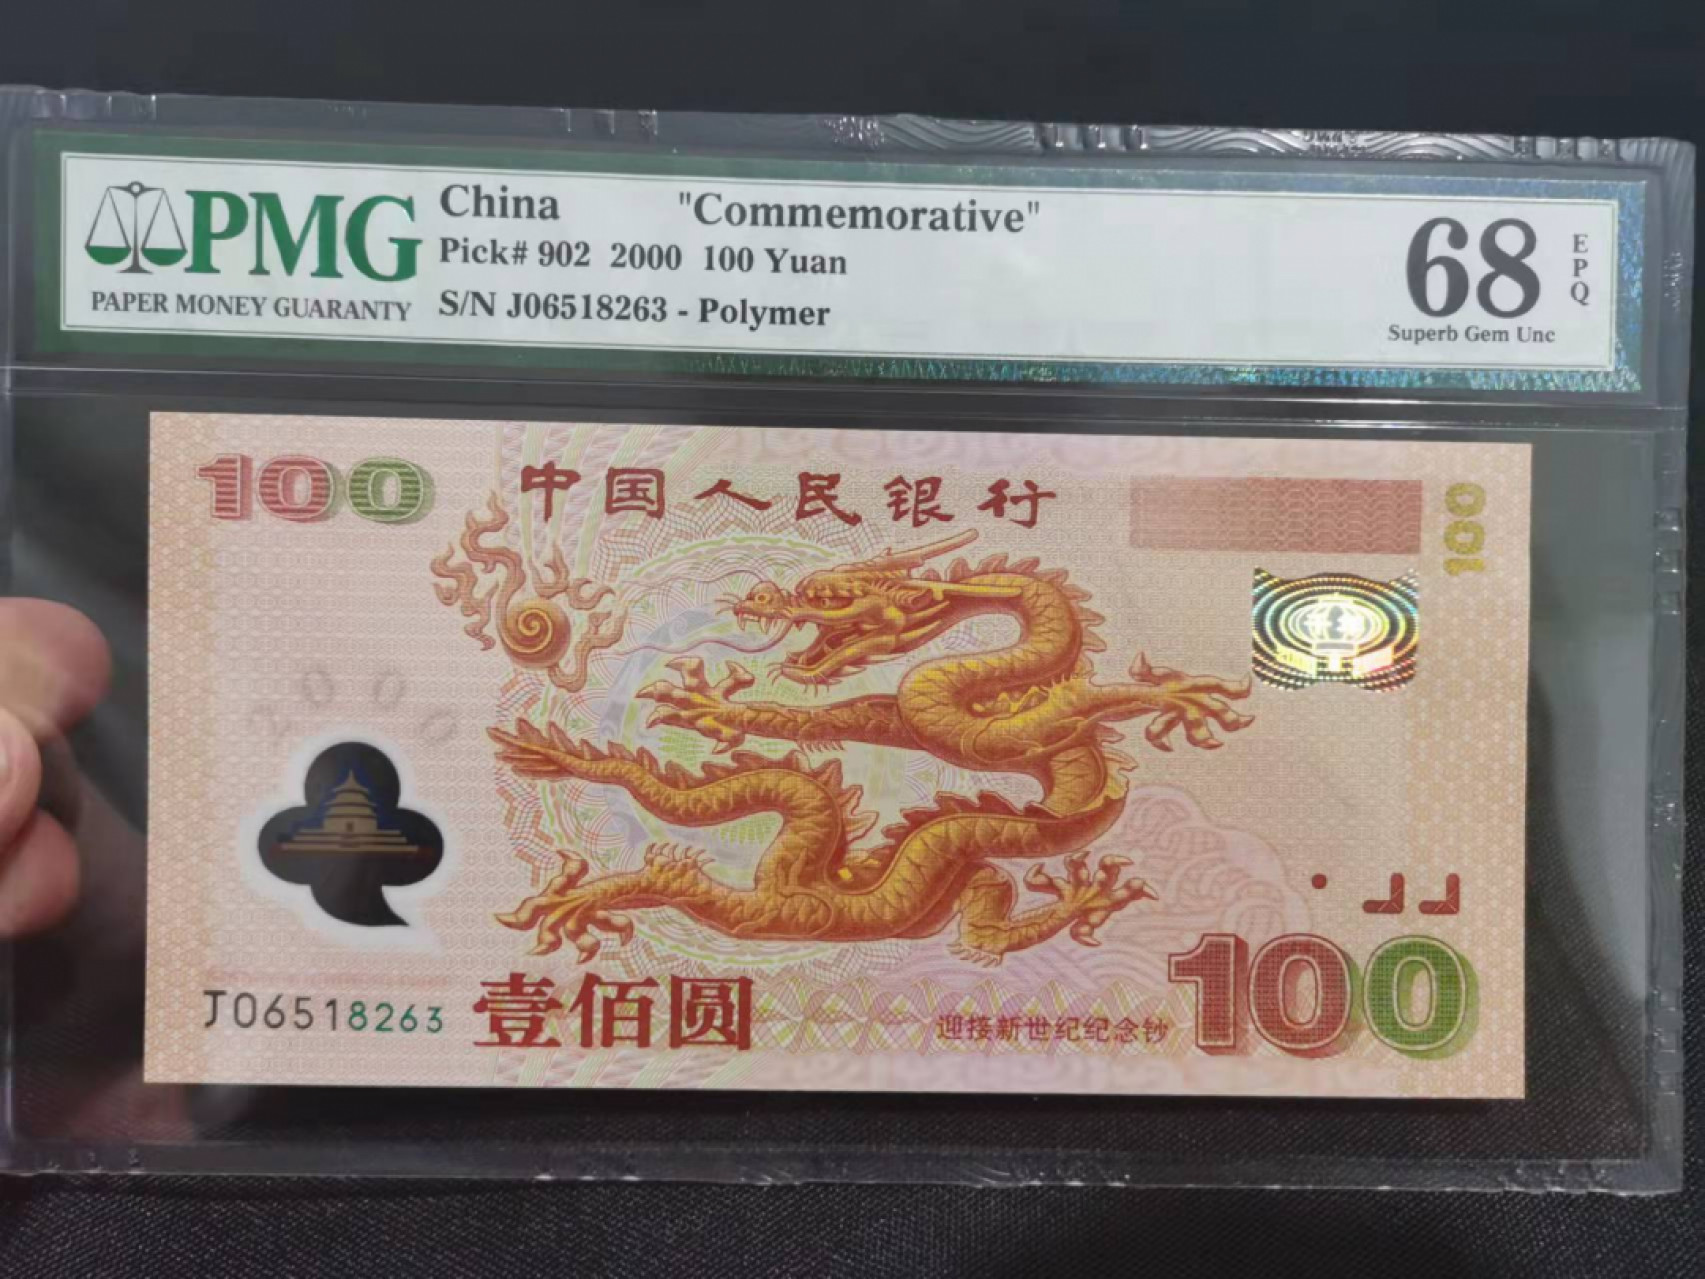 PMG
PAPER MONEY GUARANTY
China "Commemorative"
Pick# 902 2000 100 Yuan
S/N J06518263 - Polymer
68
EPQ
Superb Gem Unc
100
中国人民银行
100
2000
J06518263
壹佰圆
迎接新世纪纪念钞
100